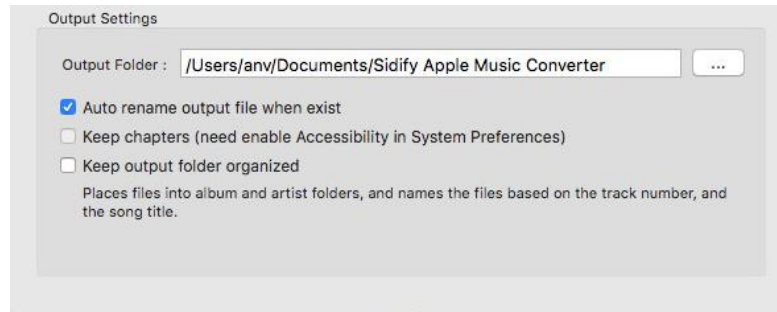 Output Settings
Output Folder : /Users/anv/Documents/Sidify Apple Music Converter ...
Auto rename output file when exist
Keep chapters (need enable Accessibility in System Preferences)
Keep output folder organized
Places files into album and artist folders, and names the files based on the track number, and
the song title.